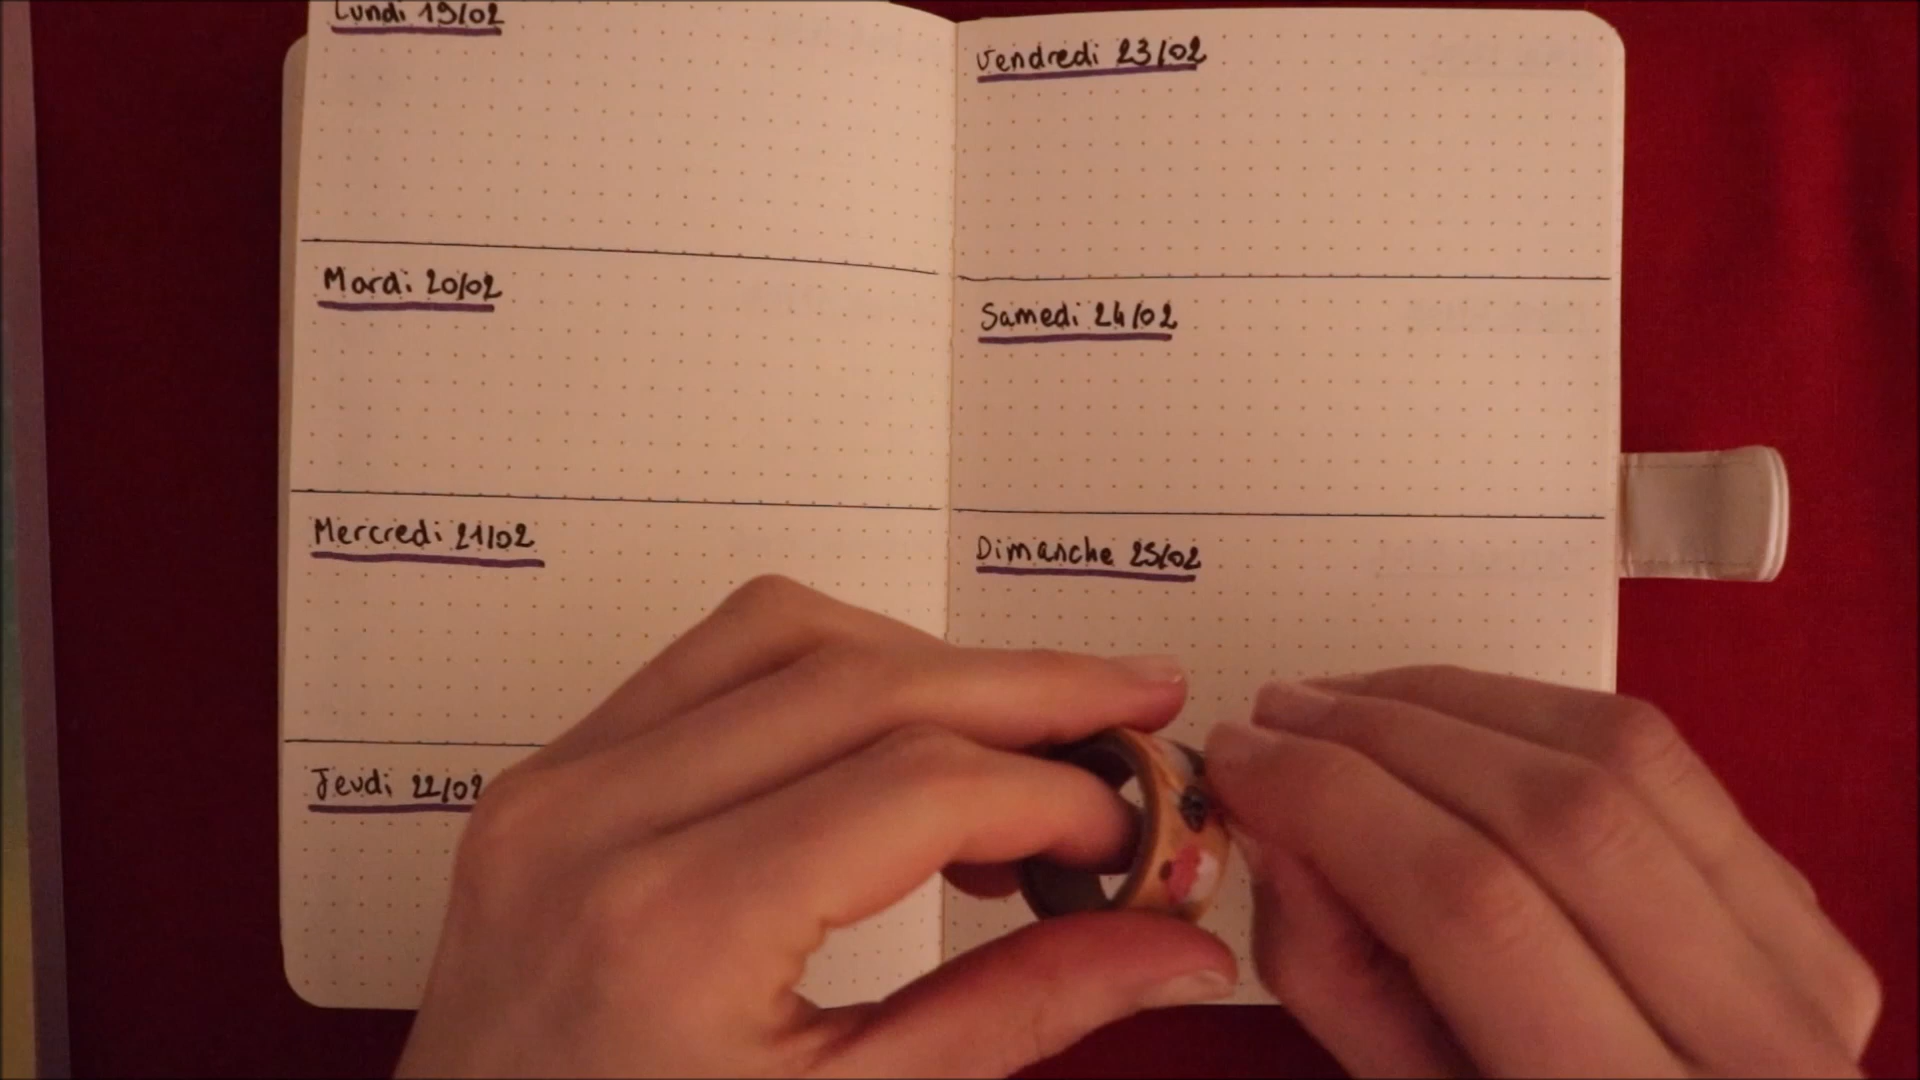 Lundi 19/02
Mardi 20/02
Mercredi 21/02
Jeudi 22/02
Vendredi 23/02
Samedi 24/02
Dimanche 25/02